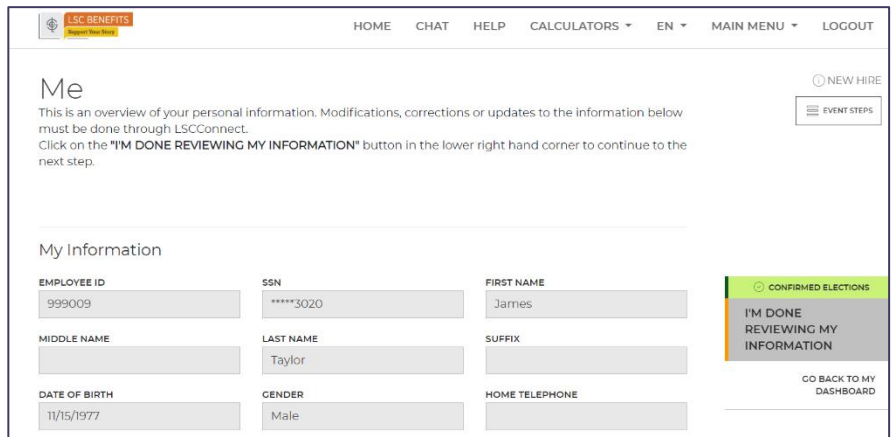 LSC BENEFITS
Support Your Story
HOME CHAT HELP CALCULATORS EN MAIN MENU LOGOUT
Me
This is an overview of your personal information. Modifications, corrections or updates to the information below
must be done through LSCConnect.
Click on the "I'M DONE REVIEWING MY INFORMATION" button in the lower right hand corner to continue to the
next step.
NEW HIRE
EVENT STEPS
My Information
EMPLOYEE ID SSN FIRST NAME
999009 *****3020 James
MIDDLE NAME LAST NAME SUFFIX
Taylor
DATE OF BIRTH GENDER HOME TELEPHONE
11/15/1977 Male
CONFIRMED ELECTIONS
I'M DONE
REVIEWING MY
INFORMATION
GO BACK TO MY
DASHBOARD